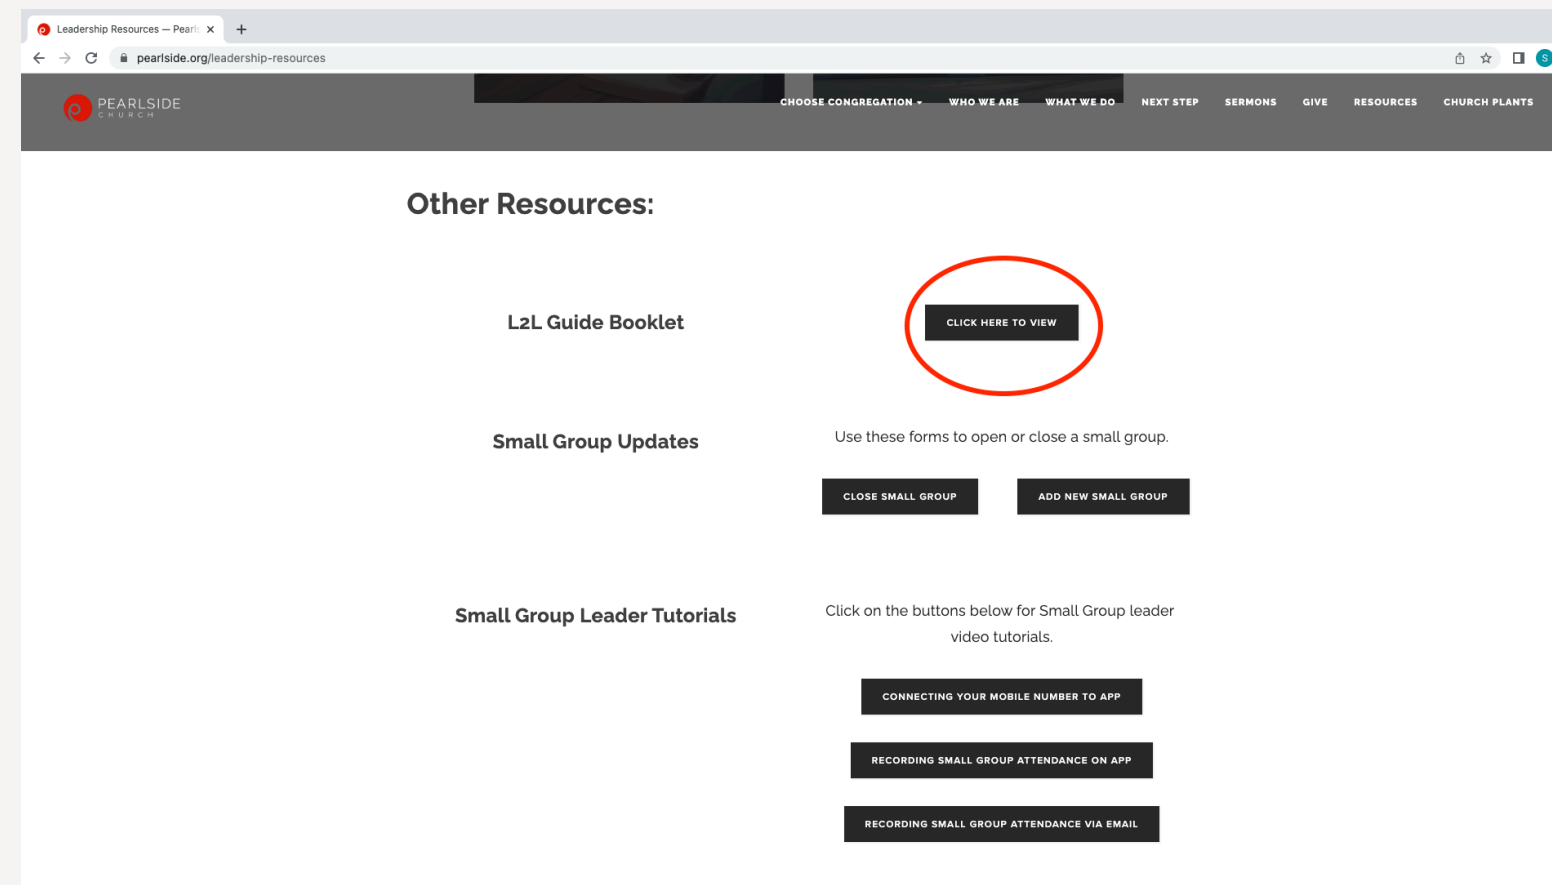 Leadership Resources — Pearls
pearlside.org/leadership-resources
S
PEARLSIDE
CHURCH
CHOOSE CONGREGATION
WHO WE ARE
WHAT WE DO
NEXT STEP
SERMONS
GIVE
RESOURCES
CHURCH PLANTS
Other Resources:
L2L Guide Booklet
CLICK HERE TO VIEW
Small Group Updates
Use these forms to open or close a small group.
CLOSE SMALL GROUP
ADD NEW SMALL GROUP
Small Group Leader Tutorials
Click on the buttons below for Small Group leader
video tutorials.
CONNECTING YOUR MOBILE NUMBER TO APP
RECORDING SMALL GROUP ATTENDANCE ON APP
RECORDING SMALL GROUP ATTENDANCE VIA EMAIL